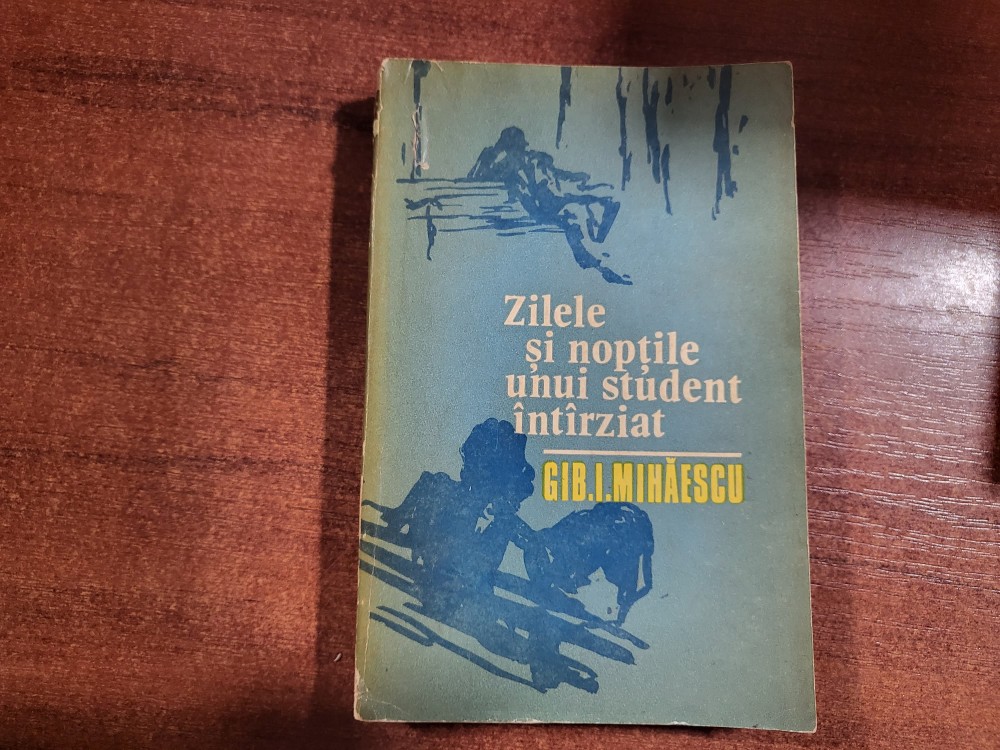 Zilele
și nopțile
unui student
întîrziat
GIB.I.MIHĂESCU